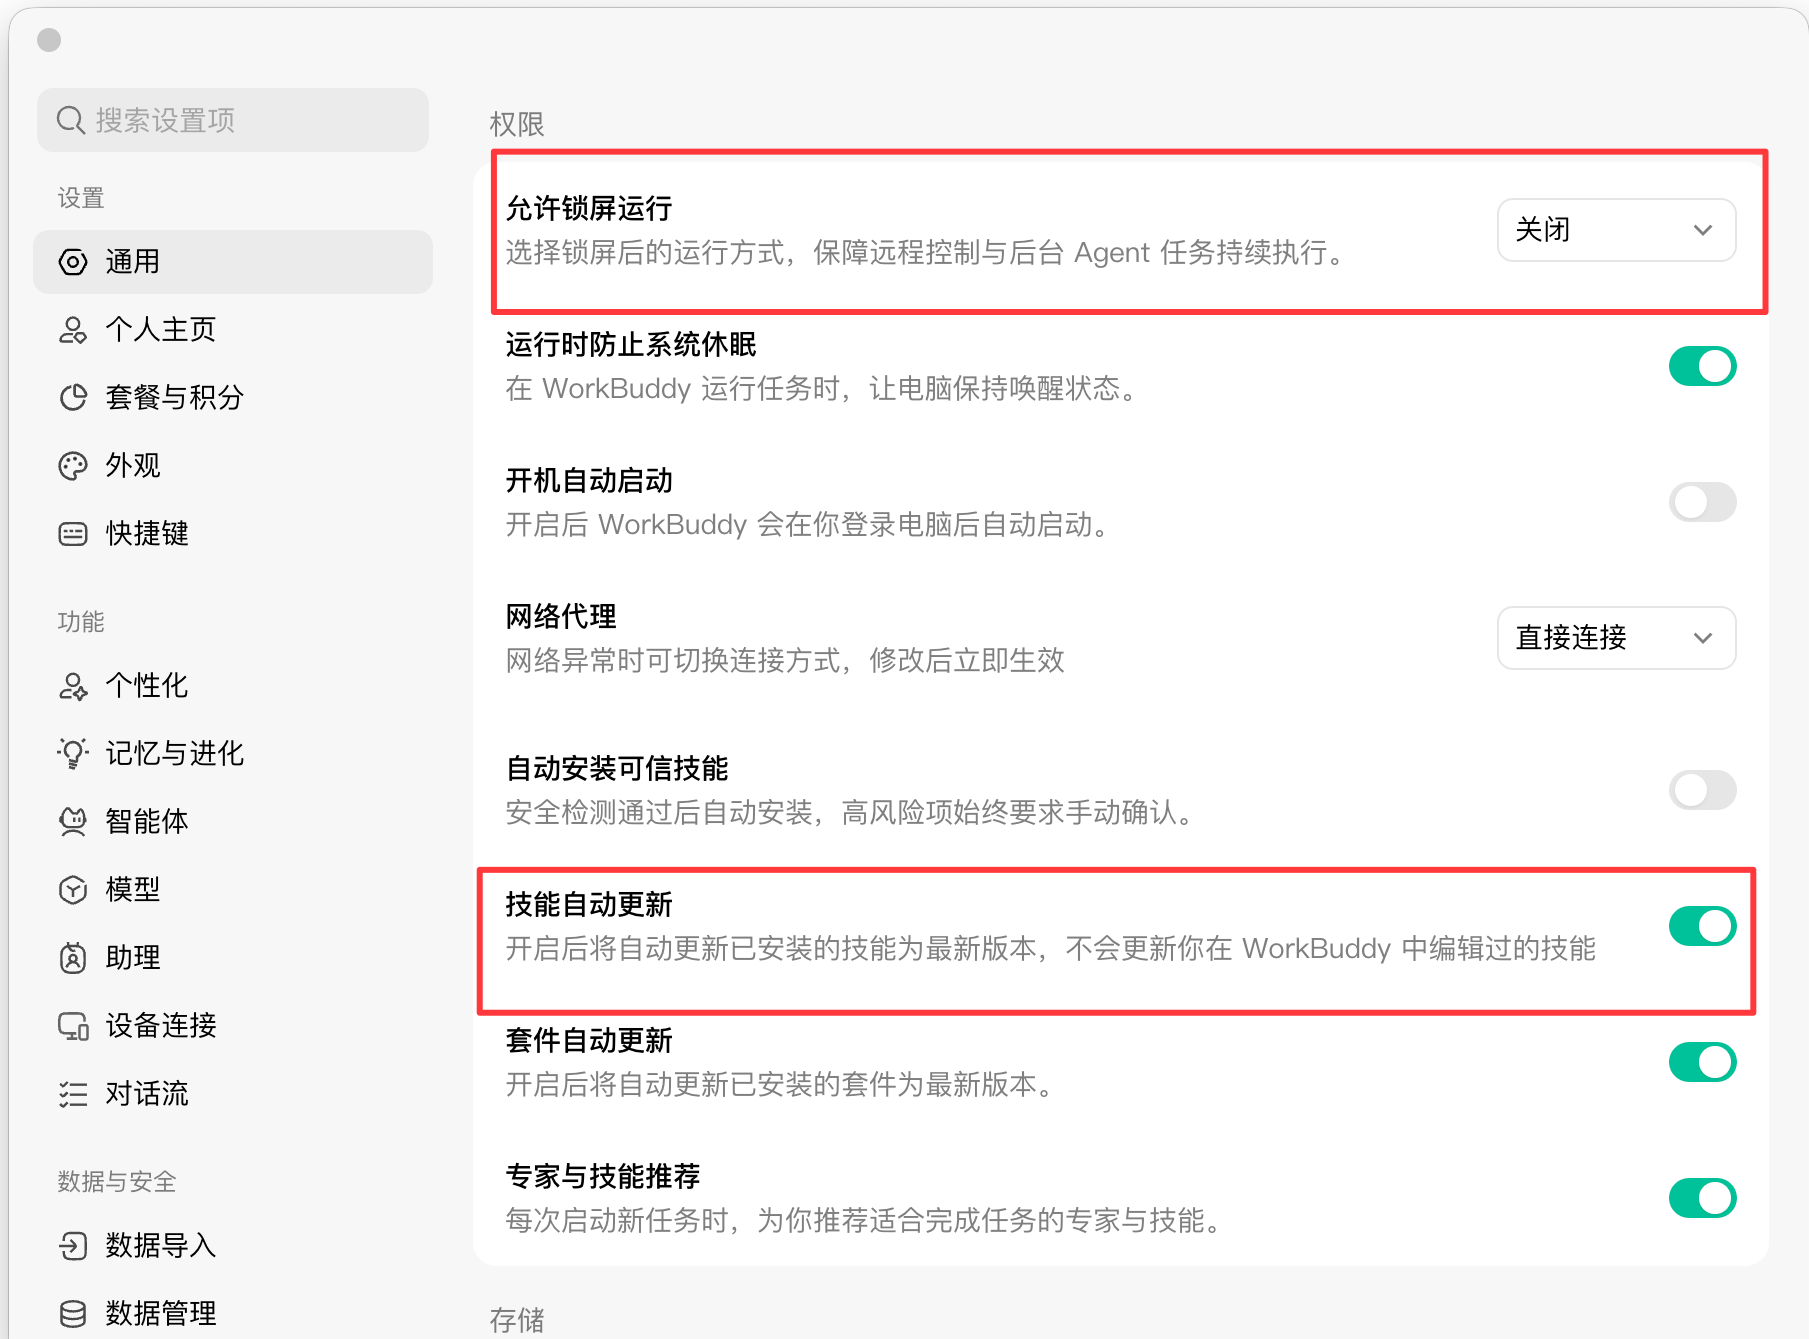 搜索设置项
设置
通用
个人主页
套餐与积分
外观
快捷键
功能
个性化
记忆与进化
智能体
模型
助理
设备连接
对话流
数据与安全
数据导入
数据管理
权限
允许锁屏运行
选择锁屏后的运行方式，保障远程控制与后台 Agent 任务持续执行。
关闭
运行时防止系统休眠
在 WorkBuddy 运行任务时，让电脑保持唤醒状态。
开机自动启动
开启后 WorkBuddy 会在你登录电脑后自动启动。
网络代理
网络异常时可切换连接方式，修改后立即生效
直接连接
自动安装可信技能
安全检测通过后自动安装，高风险项始终要求手动确认。
技能自动更新
开启后将自动更新已安装的技能为最新版本，不会更新你在 WorkBuddy 中编辑过的技能
套件自动更新
开启后将自动更新已安装的套件为最新版本。
专家与技能推荐
每次启动新任务时，为你推荐适合完成任务的专家与技能。
存储